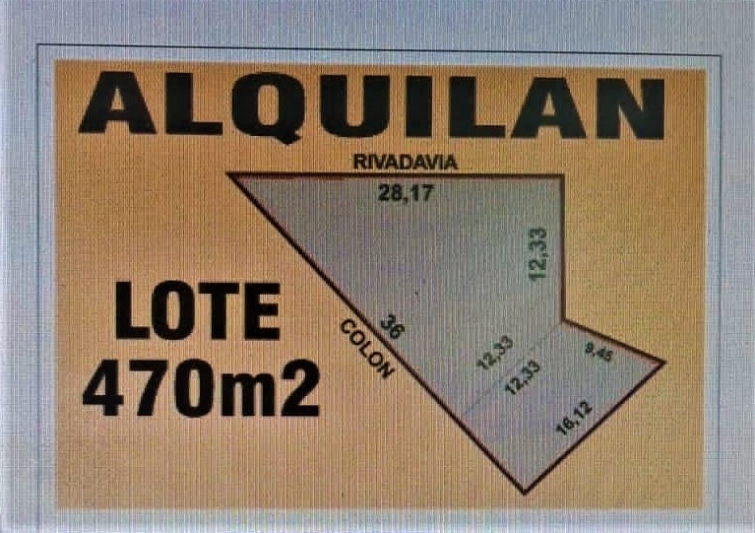 ALQUILAN
RIVADAVIA
28,17
12,33
LOTE
470m2
36
COLON
12,33
12,33
9,45
16,12